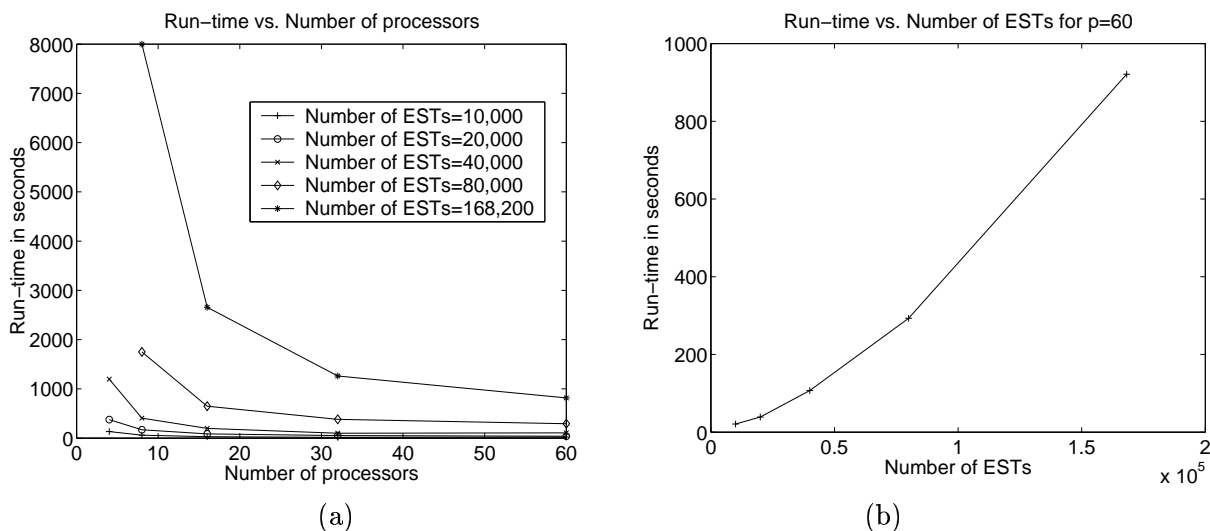 Run−time vs. Number of processors
8000
7000
6000
5000
4000
3000
2000
1000
0
0 10 20 30 40 50 60
Run−time in seconds
Number of processors
Number of ESTs=10,000
Number of ESTs=20,000
Number of ESTs=40,000
Number of ESTs=80,000
Number of ESTs=168,200
(a)
Run−time vs. Number of ESTs for p=60
1000
800
600
400
200
0
0 0.5 1 1.5 2
x 10^5
Run−time in seconds
Number of ESTs
(b)